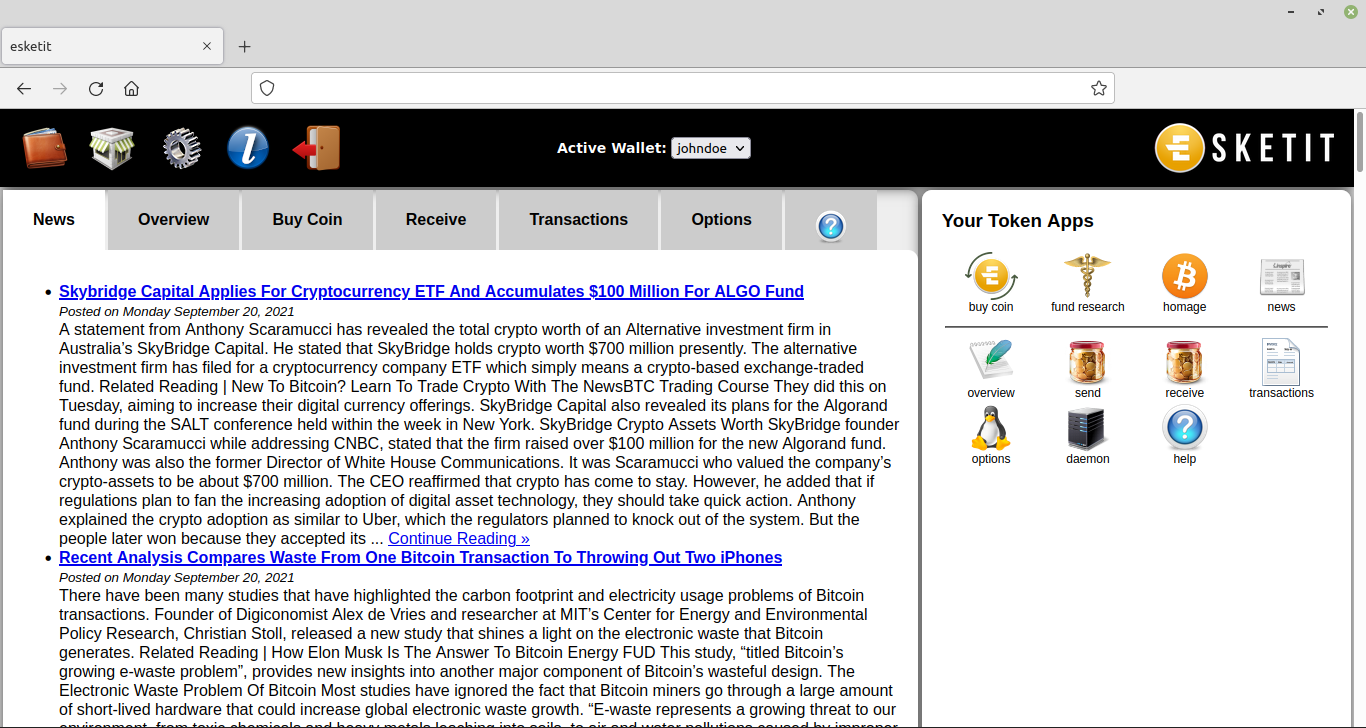 esketit
Active Wallet: johndoe
SKETIT
News
Overview
Buy Coin
Receive
Transactions
Options
Skybridge Capital Applies For Cryptocurrency ETF And Accumulates $100 Million For ALGO Fund
Posted on Monday September 20, 2021
A statement from Anthony Scaramucci has revealed the total crypto worth of an Alternative investment firm in
Australia’s SkyBridge Capital. He stated that SkyBridge holds crypto worth $700 million presently. The alternative
investment firm has filed for a cryptocurrency company ETF which simply means a crypto-based exchange-traded
fund. Related Reading | New To Bitcoin? Learn To Trade Crypto With The NewsBTC Trading Course They did this on
Tuesday, aiming to increase their digital currency offerings. SkyBridge Capital also revealed its plans for the Algorand
fund during the SALT conference held within the week in New York. SkyBridge Crypto Assets Worth SkyBridge founder
Anthony Scaramucci while addressing CNBC, stated that the firm raised over $100 million for the new Algorand fund.
Anthony was also the former Director of White House Communications. It was Scaramucci who valued the company’s
crypto-assets to be about $700 million. The CEO reaffirmed that crypto has come to stay. However, he added that if
regulations plan to fan the increasing adoption of digital asset technology, they should take quick action. Anthony
explained the crypto adoption as similar to Uber, which the regulators planned to knock out of the system. But the
people later won because they accepted its ... Continue Reading »
Recent Analysis Compares Waste From One Bitcoin Transaction To Throwing Out Two iPhones
Posted on Monday September 20, 2021
There have been many studies that have highlighted the carbon footprint and electricity usage problems of Bitcoin
transactions. Founder of Digiconomist Alex de Vries and researcher at MIT’s Center for Energy and Environmental
Policy Research, Christian Stoll, released a new study that shines a light on the electronic waste that Bitcoin
generates. Related Reading | How Elon Musk Is The Answer To Bitcoin Energy FUD This study, “titled Bitcoin’s
growing e-waste problem”, provides new insights into another major component of Bitcoin’s wasteful design. The
Electronic Waste Problem Of Bitcoin Most studies have ignored the fact that Bitcoin miners go through a large amount
of short-lived hardware that could increase global electronic waste growth. “E-waste represents a growing threat to our
environment, from toxic chemicals and heavy metals leaching into soils, to air and water pollutions caused by improper
Your Token Apps
buy coin
fund research
homage
news
overview
send
receive
transactions
options
daemon
help